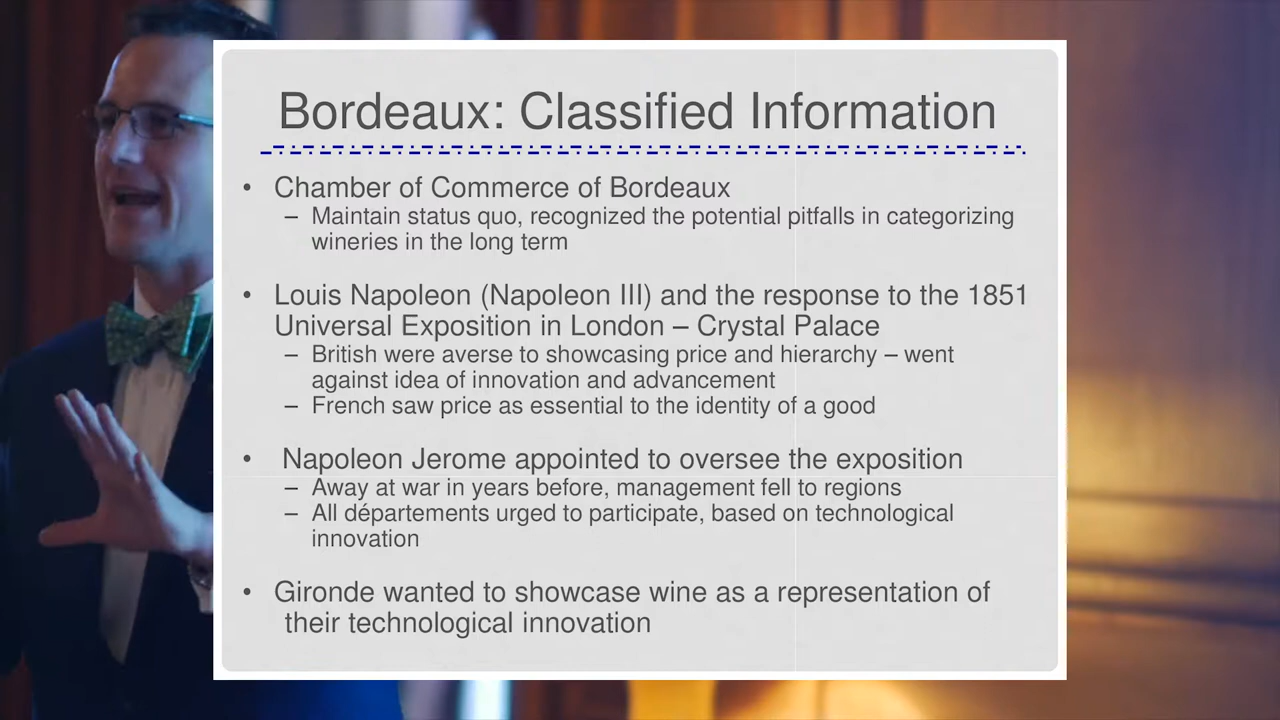 Bordeaux: Classified Information
• Chamber of Commerce of Bordeaux
– Maintain status quo, recognized the potential pitfalls in categorizing
wineries in the long term
• Louis Napoleon (Napoleon III) and the response to the 1851
Universal Exposition in London – Crystal Palace
– British were averse to showcasing price and hierarchy – went
against idea of innovation and advancement
– French saw price as essential to the identity of a good
• Napoleon Jerome appointed to oversee the exposition
– Away at war in years before, management fell to regions
– All départements urged to participate, based on technological
innovation
• Gironde wanted to showcase wine as a representation of
their technological innovation